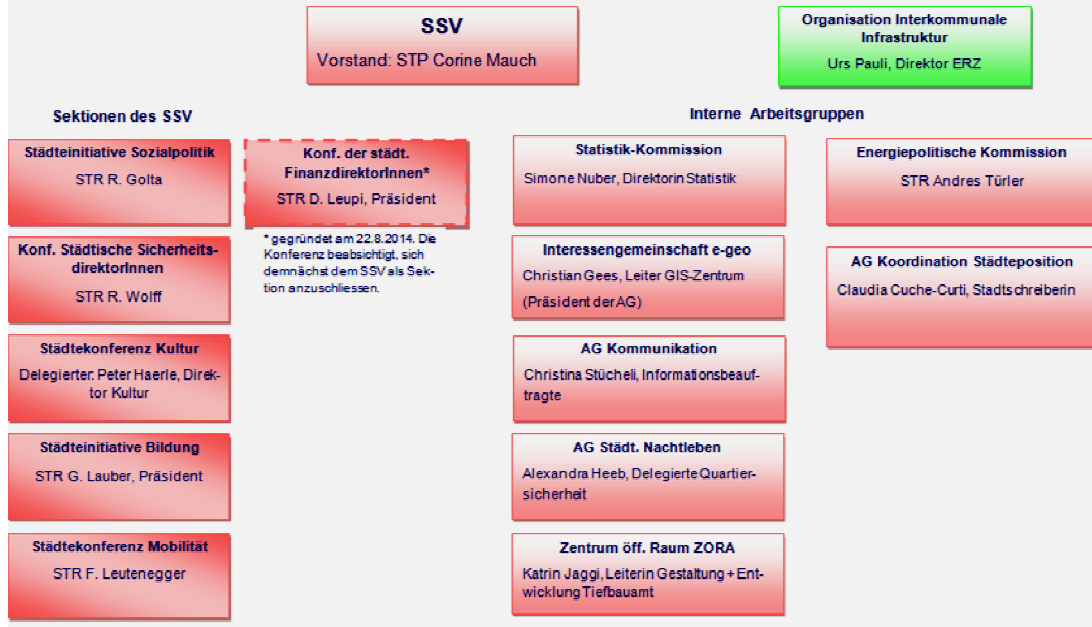 SSV
Vorstand: STP Corine Mauch
Organisation Interkommunale
Infrastruktur
Urs Pauli, Direktor ERZ
Sektionen des SSV
Städteinitiative Sozialpolitik
STR R. Golta
Konf. Städtische Sicherheits-
direktorInnen
STR R. Wolff
Städtekonferenz Kultur
Delegierter: Peter Haerle, Direk-
tor Kultur
Städteinitiative Bildung
STR G. Lauber, Präsident
Städtekonferenz Mobilität
STR F. Leutenegger
Konf. der städt.
FinanzdirektorInnen*
STR D. Leupi, Präsident
* gegründet am 22.8.2014. Die
Konferenz beabsichtigt, sich
demnächst dem SSV als Sek-
tion anzuschliessen.
Interne Arbeitsgruppen
Statistik-Kommission
Simone Nuber, Direktorin Statistik
Interessengemeinschaft e-geo
Christian Gees, Leiter GIS-Zentrum
(Präsident der AG)
AG Kommunikation
Christina Stücheli, Informationsbeauf-
tragte
AG Städt. Nachtleben
Alexandra Heeb, Delegierte Quartier-
sicherheit
Zentrum öff. Raum ZORA
Katrin Jaggi, Leiterin Gestaltung + Ent-
wicklung Tiefbauamt
Energiepolitische Kommission
STR Andres Türler
AG Koordination Städteposition
Claudia Cuche-Curti, Stadtschreiberin